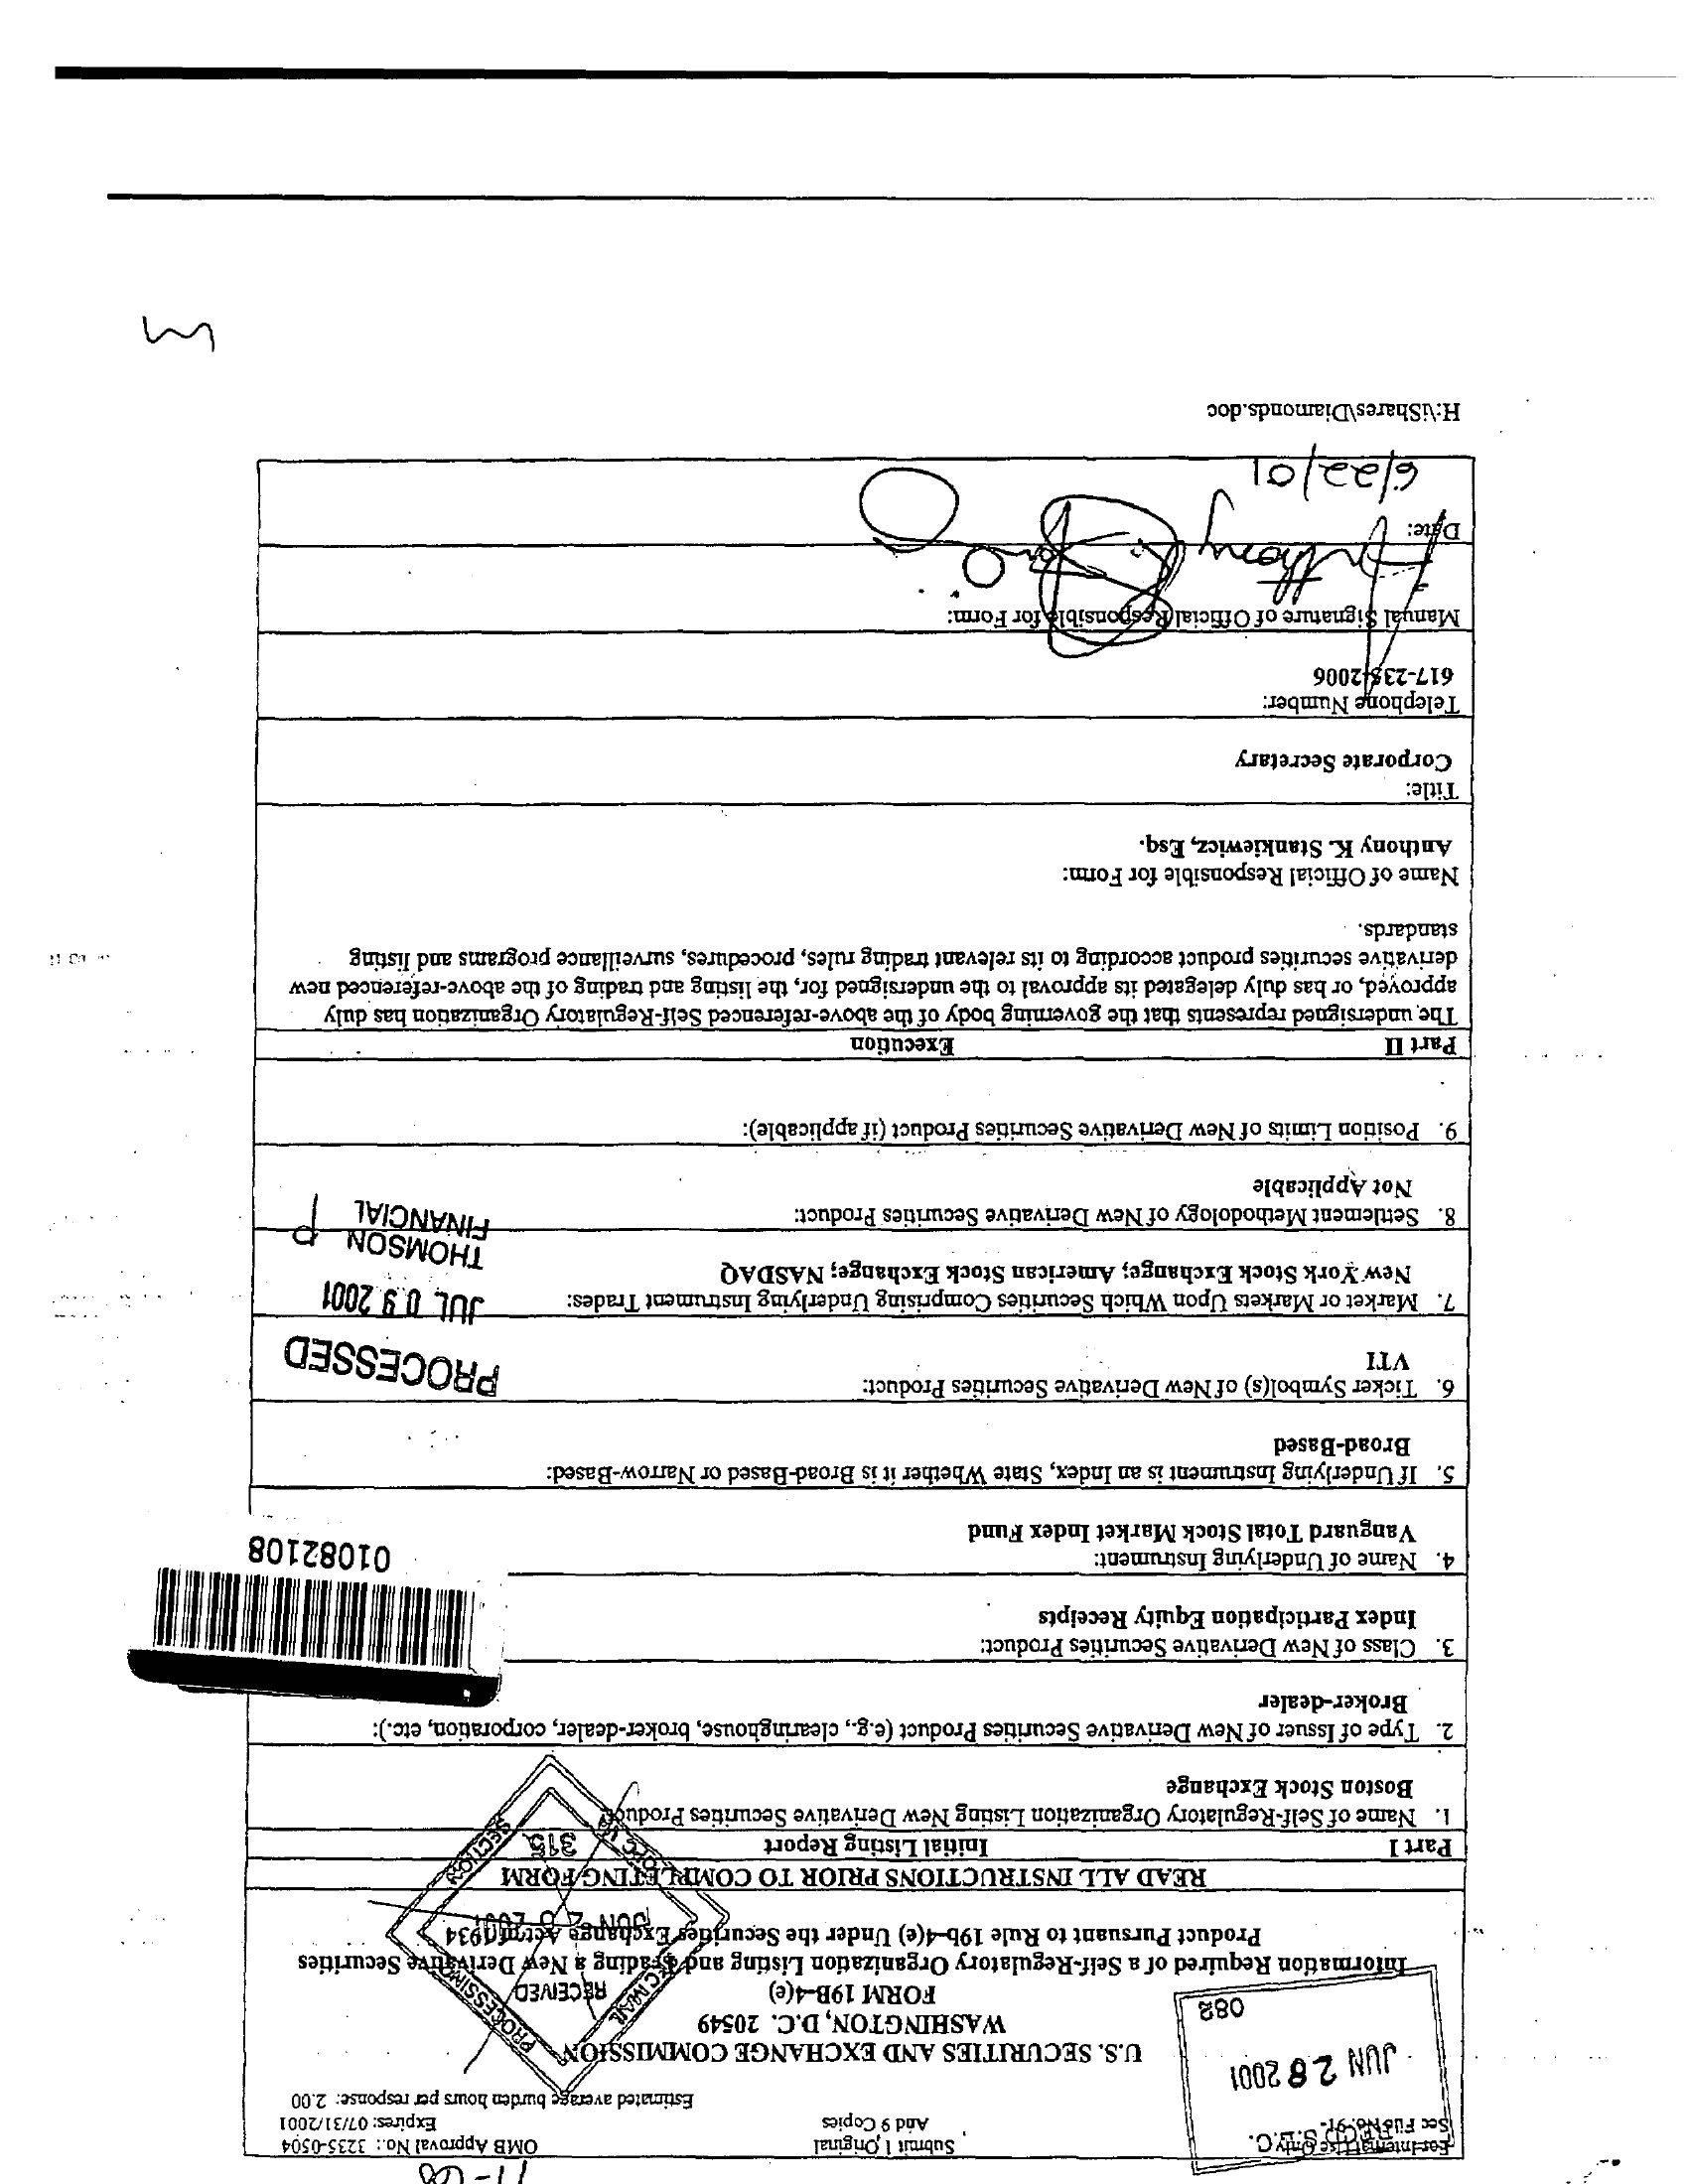 For Internal Use Only
Sec File No. 91-
Submit 1 Original
And 9 Copies
OMB Approval No.: 3235-0504
Expires: 07/31/2001
Estimated average burden hours per response: 2.00
REC'D S.E.C.
JUN 28 2001
082
U.S. SECURITIES AND EXCHANGE COMMISSION
WASHINGTON, D.C. 20549
FORM 19B-4(e)
Information Required of a Self-Regulatory Organization Listing and Trading a New Derivative Securities
Product Pursuant to Rule 19b-4(e) Under the Securities Exchange Act of 1934
RECEIVED
JUN 2 8 2001
315
PROCESSING
SECTION
READ ALL INSTRUCTIONS PRIOR TO COMPLETING FORM
Part I Initial Listing Report
1. Name of Self-Regulatory Organization Listing New Derivative Securities Product:
Boston Stock Exchange
2. Type of Issuer of New Derivative Securities Product (e.g., clearinghouse, broker-dealer, corporation, etc.):
Broker-dealer
3. Class of New Derivative Securities Product:
Index Participation Equity Receipts
01082108
4. Name of Underlying Instrument:
Vanguard Total Stock Market Index Fund
5. If Underlying Instrument is an Index, State Whether it is Broad-Based or Narrow-Based:
Broad-Based
6. Ticker Symbol(s) of New Derivative Securities Product:
VTI
PROCESSED
7. Market or Markets Upon Which Securities Comprising Underlying Instrument Trades:
New York Stock Exchange; American Stock Exchange; NASDAQ
JUL 0 9 2001
THOMSON
FINANCIAL
8. Settlement Methodology of New Derivative Securities Product:
Not Applicable
9. Position Limits of New Derivative Securities Product (if applicable):
Part II Execution
The undersigned represents that the governing body of the above-referenced Self-Regulatory Organization has duly
approved, or has duly delegated its approval to the undersigned for, the listing and trading of the above-referenced new
derivative securities product according to its relevant trading rules, procedures, surveillance programs and listing
standards.
Name of Official Responsible for Form:
Anthony K. Stankiewicz, Esq.
Title:
Corporate Secretary
Telephone Number:
617-235-2006
Manual Signature of Official Responsible for Form:
Anthony K.
Date:
6/22/01
H:\iShares\Diamonds.doc